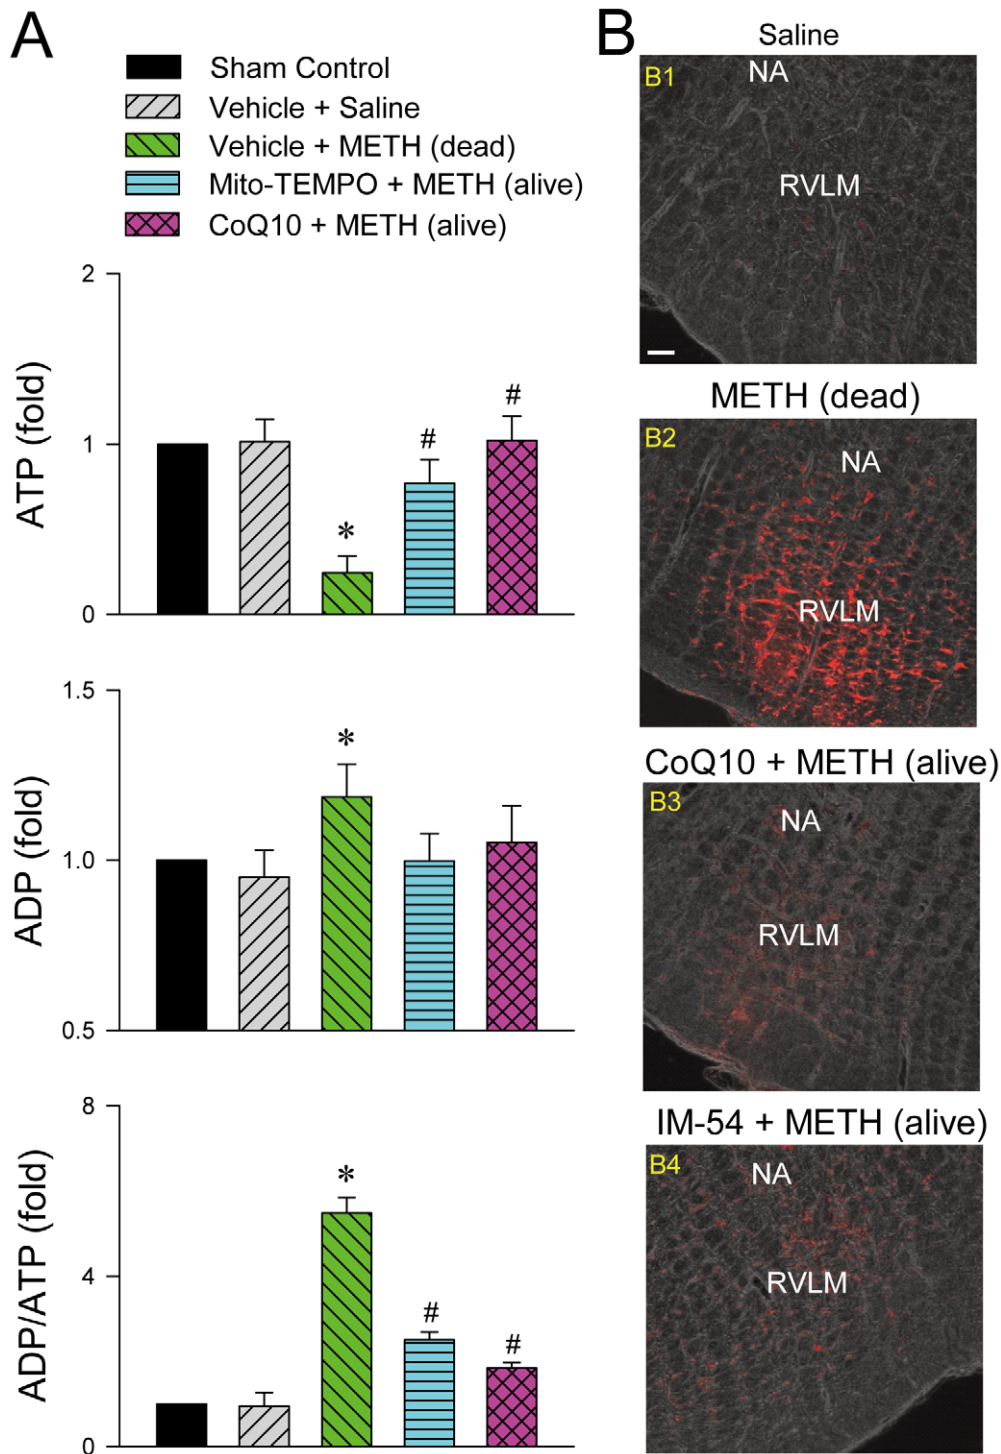 A
Sham Control
Vehicle + Saline
Vehicle + METH (dead)
Mito-TEMPO + METH (alive)
CoQ10 + METH (alive)
2
1
0
ATP (fold)
*
#
#
1.5
1.0
0.5
ADP (fold)
*
8
4
0
ADP/ATP (fold)
*
#
#
B
Saline
B1
NA
RVLM
METH (dead)
B2
NA
RVLM
CoQ10 + METH (alive)
B3
NA
RVLM
IM-54 + METH (alive)
B4
NA
RVLM